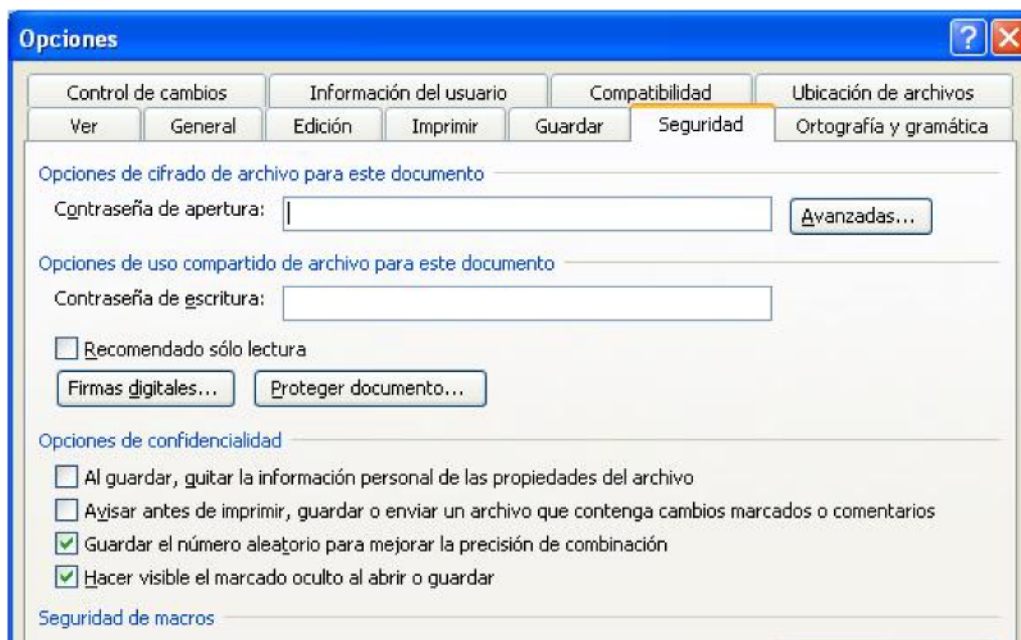 Opciones
Control de cambios Información del usuario Compatibilidad Ubicación de archivos
Ver General Edición Imprimir Guardar Seguridad Ortografía y gramática
Opciones de cifrado de archivo para este documento
Contraseña de apertura: Avanzadas...
Opciones de uso compartido de archivo para este documento
Contraseña de escritura:
Recomendado sólo lectura
Firmas digitales... Proteger documento...
Opciones de confidencialidad
Al guardar, quitar la información personal de las propiedades del archivo
Avisar antes de imprimir, guardar o enviar un archivo que contenga cambios marcados o comentarios
Guardar el número aleatorio para mejorar la precisión de combinación
Hacer visible el marcado oculto al abrir o guardar
Seguridad de macros